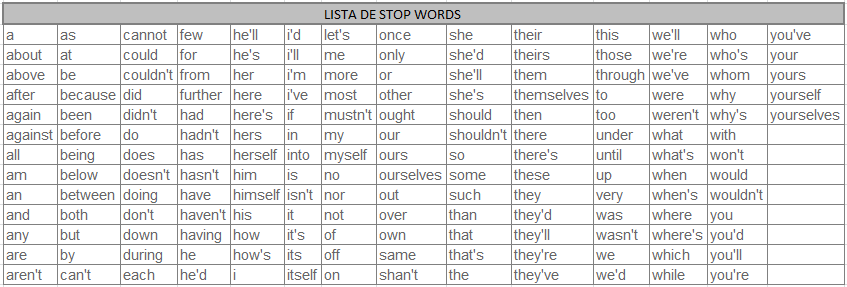 LISTA DE STOP WORDS
a as cannot few he'll i'd let's once she their this we'll who you've
about at could for he's i'll me only she'd theirs those we're who's your
above be couldn't from her i'm more or she'll them through we've whom yours
after because did further here i've most other she's themselves to were why yourself
again been didn't had here's if mustn't ought should then too weren't why's yourselves
against before do hadn't hers in my our shouldn't there under what with
all being does has herself into myself ours so there's until what's won't
am below doesn't hasn't him is no ourselves some these up when would
an between doing have himself isn't nor out such they very when's wouldn't
and both don't haven't his it not over than they'd was where you
any but down having how it's of own that they'll wasn't where's you'd
are by during he how's its off same that's they're we which you'll
aren't can't each he'd i itself on shan't the they've we'd while you're